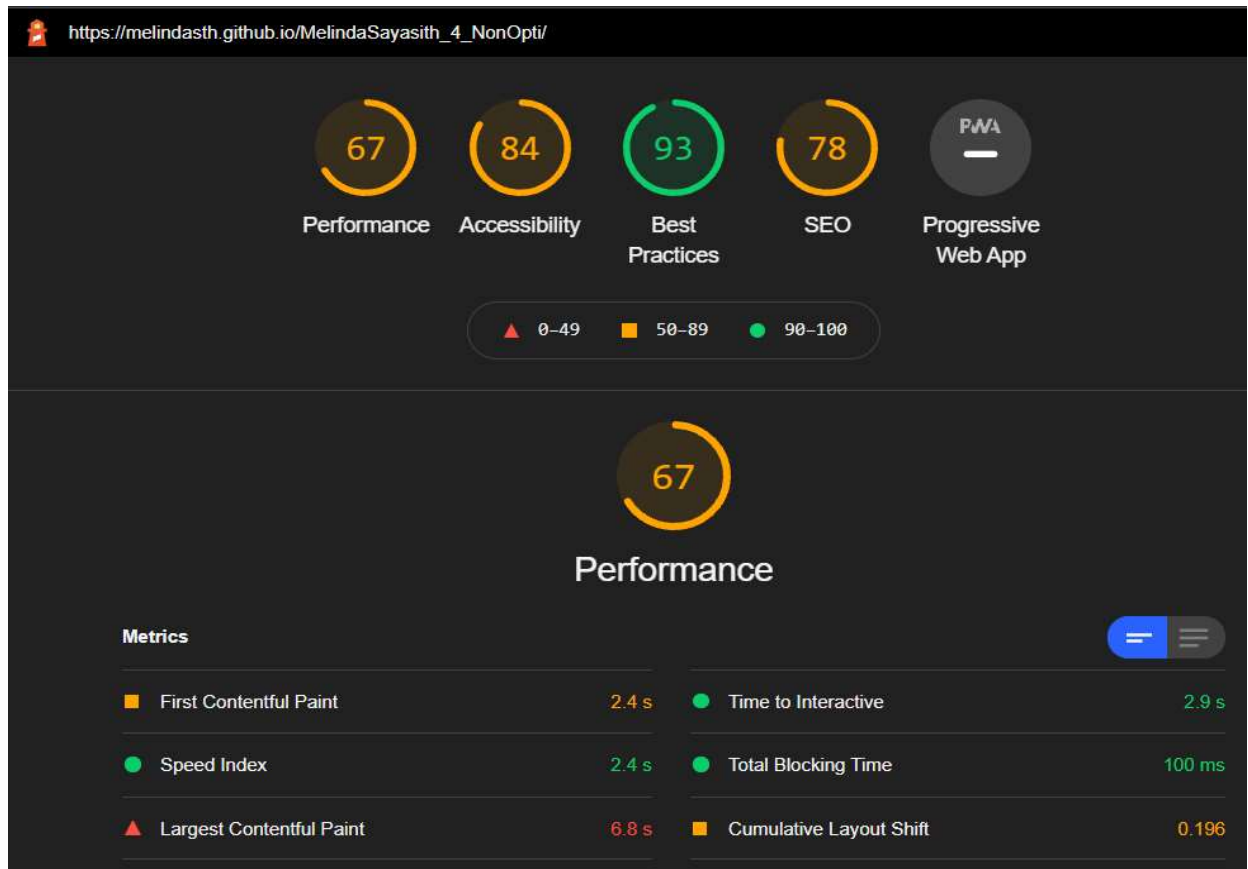 https://melindasth.github.io/MelindaSayasith_4_NonOpti/
67 84 93 78 PWA
Performance Accessibility Best SEO Progressive
Practices Web App
0–49 50–89 90–100
67
Performance
Metrics
First Contentful Paint 2.4 s Time to Interactive 2.9 s
Speed Index 2.4 s Total Blocking Time 100 ms
Largest Contentful Paint 6.8 s Cumulative Layout Shift 0.196